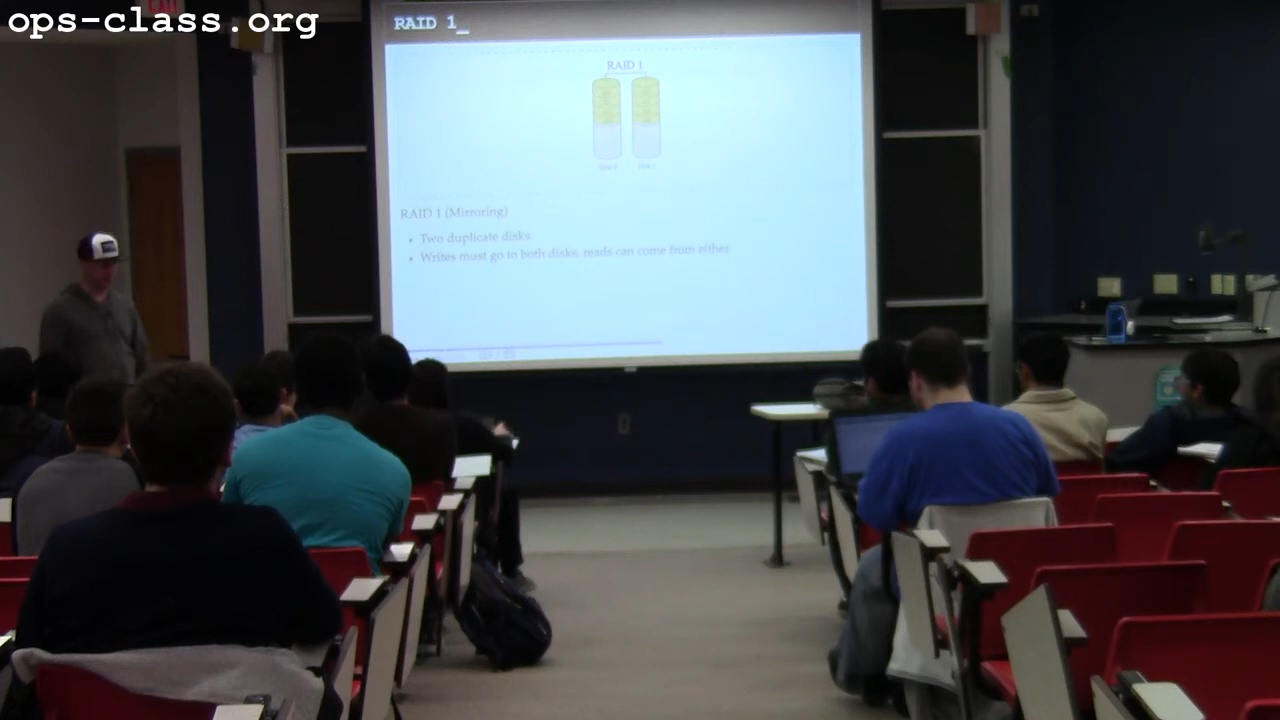 ops-class.org
RAID 1_
RAID 1
RAID 1 (Mirroring)
• Two duplicate disks.
• Writes must go to both disks, reads can come from either.